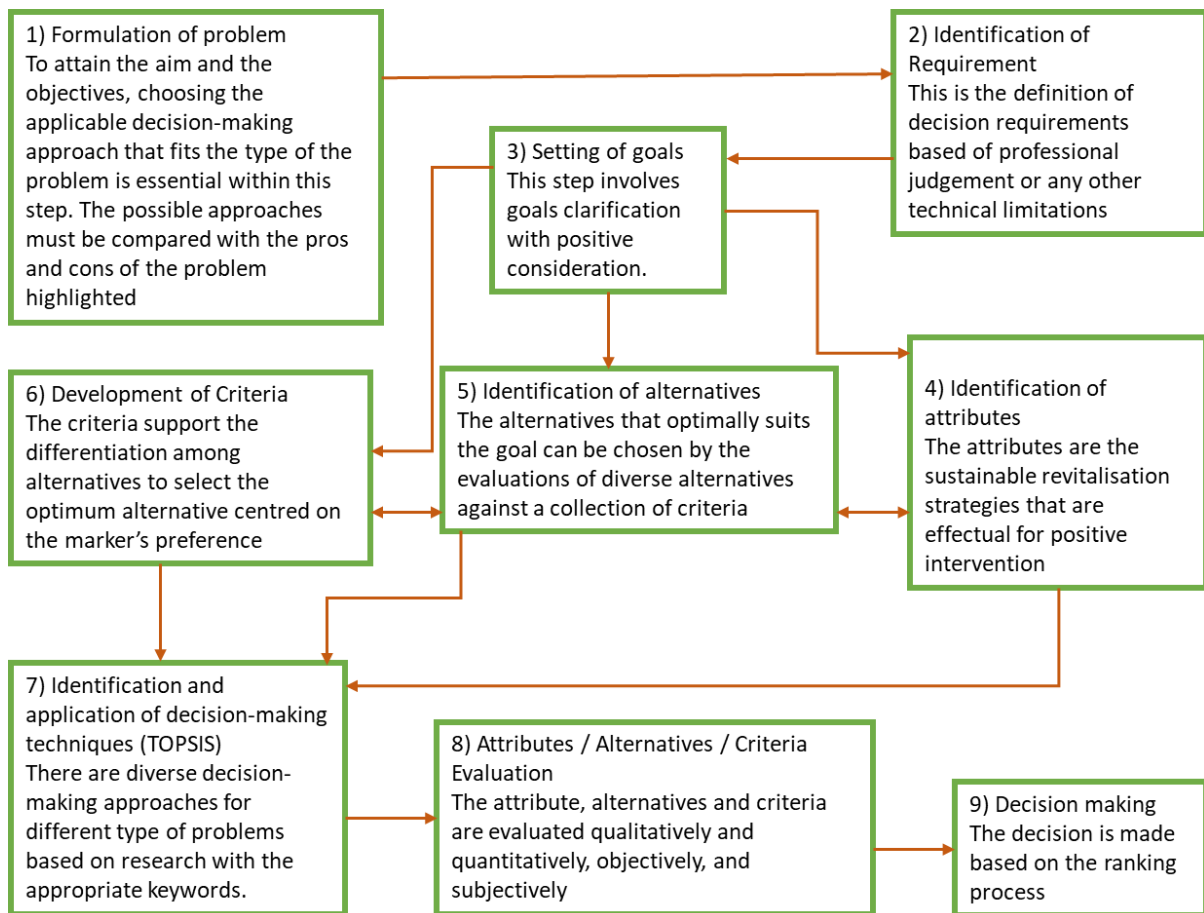 1) Formulation of problem
To attain the aim and the
objectives, choosing the
applicable decision-making
approach that fits the type of the
problem is essential within this
step. The possible approaches
must be compared with the pros
and cons of the problem
highlighted
2) Identification of
Requirement
This is the definition of
decision requirements
based of professional
judgement or any other
technical limitations
3) Setting of goals
This step involves
goals clarification
with positive
consideration.
4) Identification of
attributes
The attributes are the
sustainable revitalisation
strategies that are
effectual for positive
intervention
5) Identification of alternatives
The alternatives that optimally suits
the goal can be chosen by the
evaluations of diverse alternatives
against a collection of criteria
6) Development of Criteria
The criteria support the
differentiation among
alternatives to select the
optimum alternative centred on
the marker’s preference
7) Identification and
application of decision-making
techniques (TOPSIS)
There are diverse decision-
making approaches for
different type of problems
based on research with the
appropriate keywords.
8) Attributes / Alternatives / Criteria
Evaluation
The attribute, alternatives and criteria
are evaluated qualitatively and
quantitatively, objectively, and
subjectively
9) Decision making
The decision is made
based on the ranking
process